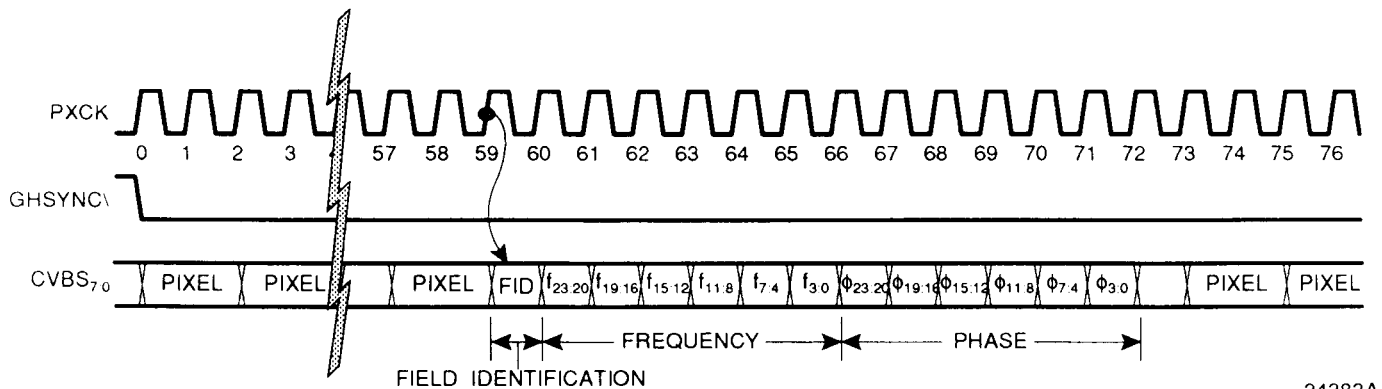 PXCK
0 1 2 3 4 57 58 59 60 61 62 63 64 65 66 67 68 69 70 71 72 73 74 75 76
GHSYNC\
CVBS7 0 PIXEL PIXEL PIXEL FID f23:20 f19:16 f15:12 f11:8 f7:4 f3:0 ϕ23:20 ϕ19:16 ϕ15:12 ϕ11:8 ϕ7:4 ϕ3:0 PIXEL PIXEL
FREQUENCY PHASE
FIELD IDENTIFICATION
24282A